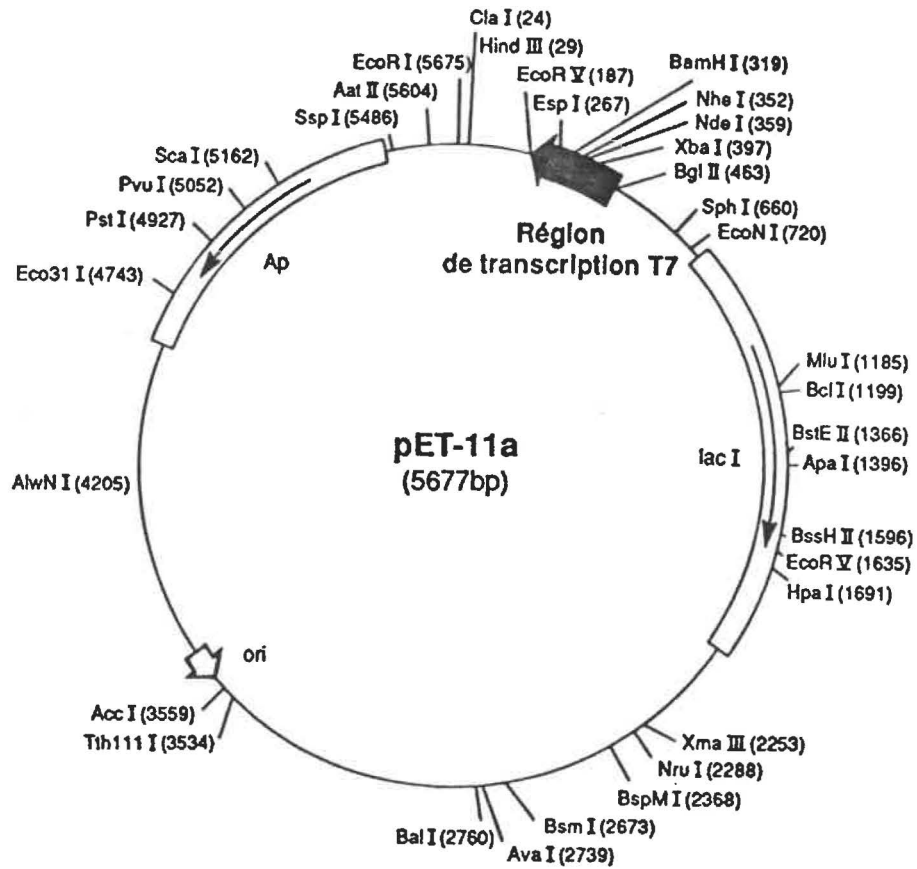 Cla I (24)
Hind III (29)
EcoR I (5675)
EcoR V (187)
BamH I (319)
Aat II (5604)
Esp I (267)
Nhe I (352)
Ssp I (5486)
Nde I (359)
Xba I (397)
Sca I (5162)
Bgl II (463)
Pvu I (5052)
Pst I (4927)
Sph I (660)
EcoN I (720)
Région
de transcription T7
Ap
Eco31 I (4743)
Mlu I (1185)
Bcl I (1199)
BstE II (1366)
pET-11a
lac I
Apa I (1396)
(5677bp)
AlwN I (4205)
BssH II (1596)
EcoR V (1635)
Hpa I (1691)
ori
Acc I (3559)
Tth111 I (3534)
Xma III (2253)
Nru I (2288)
BspM I (2368)
Bsm I (2673)
Bal I (2760)
Ava I (2739)